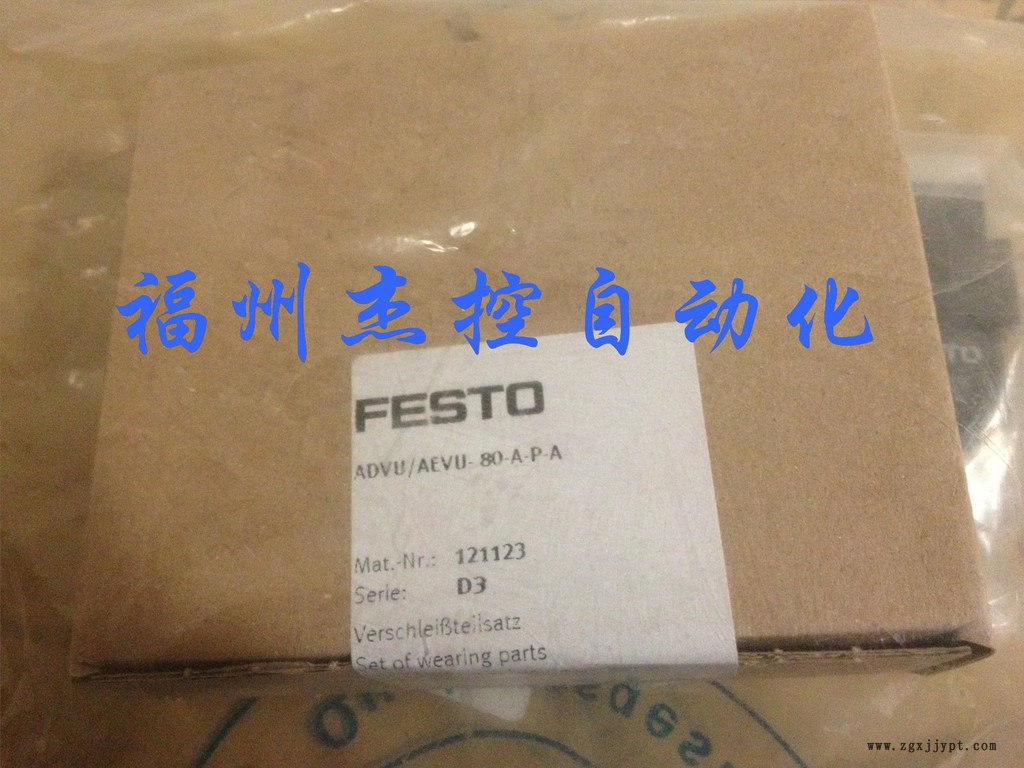 福州杰控自动化
FESTO
ADVU/AEVU- 80-A-P-A
Mat.-Nr.: 121123
Serie: D3
Verschleißteilsatz
Set of wearing parts
www.zgxjjypt.com